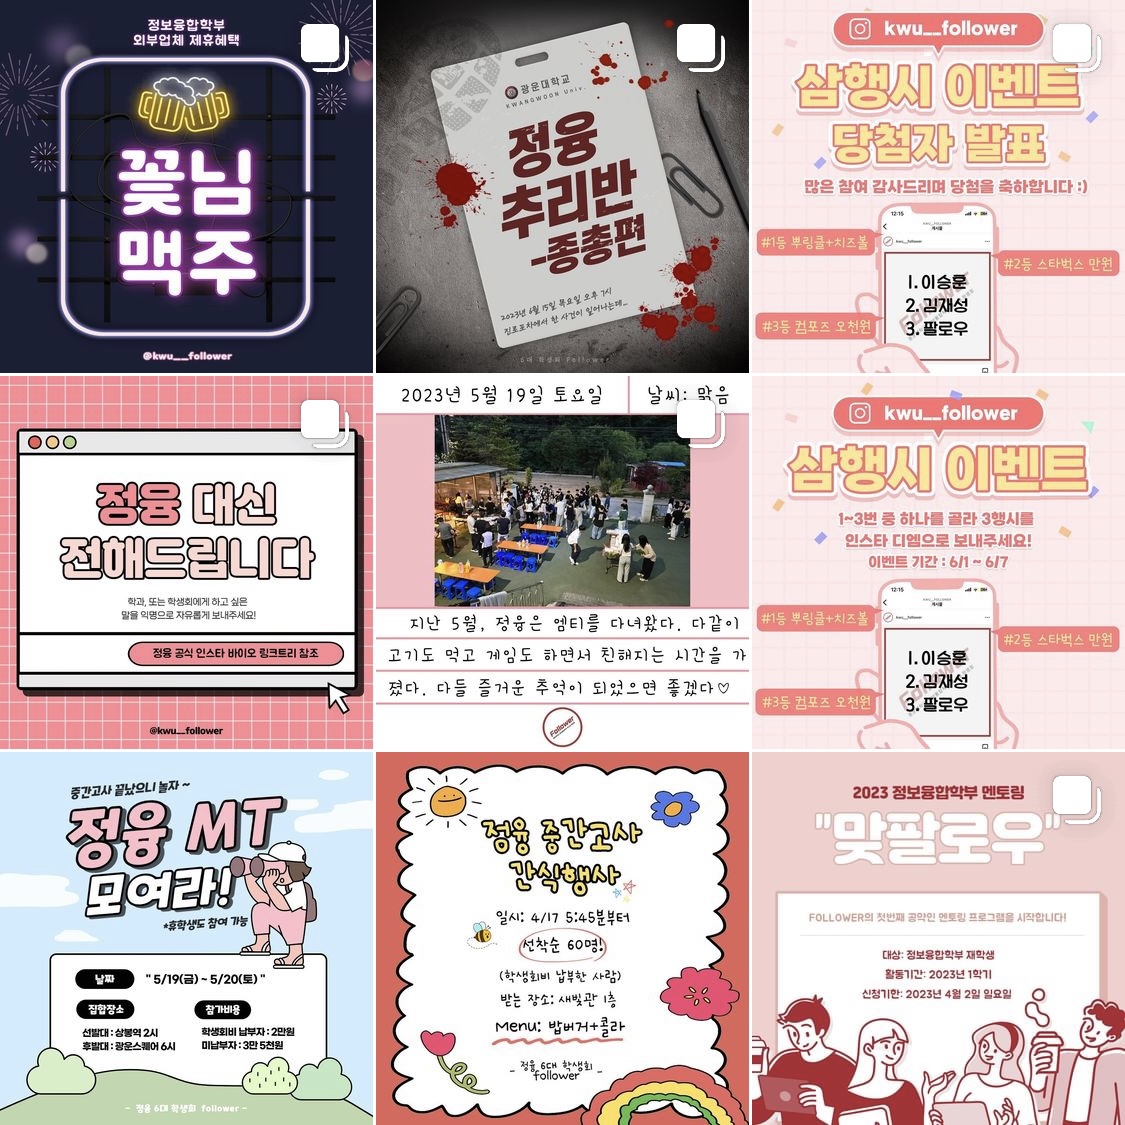 정보융합학부
외부업체 제휴혜택
꽃님
맥주
@kwu__follower
광운대학교
KWANGWOON Univ.
정융
추리반
-종총편
2023년 6월 15일 목요일 오후 7시
진로포차에서 한 사건이 일어나는데...
6대 학생회 Follower
kwu__follower
삼행시 이벤트
당첨자 발표
많은 참여 감사드리며 당첨을 축하합니다 :)
12:15
KWU__FOLLOWER
게시물
kwu__follower
#1등 뿌링클+치즈볼
#2등 스타벅스 만원
1. 이승훈
2. 김재성
3. 팔로우
#3등 컴포즈 오천원
정융 대신
전해드립니다
학과, 또는 학생회에게 하고 싶은
말을 익명으로 자유롭게 보내주세요!
정융 공식 인스타 바이오 링크트리 참조
@kwu__follower
2023년 5월 19일 토요일
날씨: 맑음
지난 5월, 정융은 엠티를 다녀왔다. 다같이
고기도 먹고 게임도 하면서 친해지는 시간을 가
졌다. 다들 즐거운 추억이 되었으면 좋겠다♡
Follower
kwu__follower
삼행시 이벤트
1~3번 중 하나를 골라 3행시를
인스타 디엠으로 보내주세요!
이벤트 기간 : 6/1 ~ 6/7
12:15
KWU__FOLLOWER
게시물
kwu__follower
#1등 뿌링클+치즈볼
#2등 스타벅스 만원
1. 이승훈
2. 김재성
3. 팔로우
#3등 컴포즈 오천원
중간고사 끝났으니 놀자 ~
정융 MT
모여라!
*휴학생도 참여 가능
날짜
" 5/19(금) ~ 5/20(토) "
집합장소
참가비용
선발대 : 상봉역 2시
후발대 : 광운스퀘어 6시
학생회비 납부자 : 2만원
미납부자 : 3만 5천원
- 정융 6대 학생회 follower -
정융 중간고사
간식행사
일시: 4/17 5:45분부터
선착순 60명!
(학생회비 납부한 사람)
받는 장소: 새빛관 1층
Menu: 밥버거+콜라
- 정융 6대 학생회 -
follower
2023 정보융합학부 멘토링
"맞팔로우"
FOLLOWER의 첫번째 공약인 멘토링 프로그램을 시작합니다!
대상: 정보융합학부 재학생
활동기간: 2023년 1학기
신청기한: 2023년 4월 2일 일요일